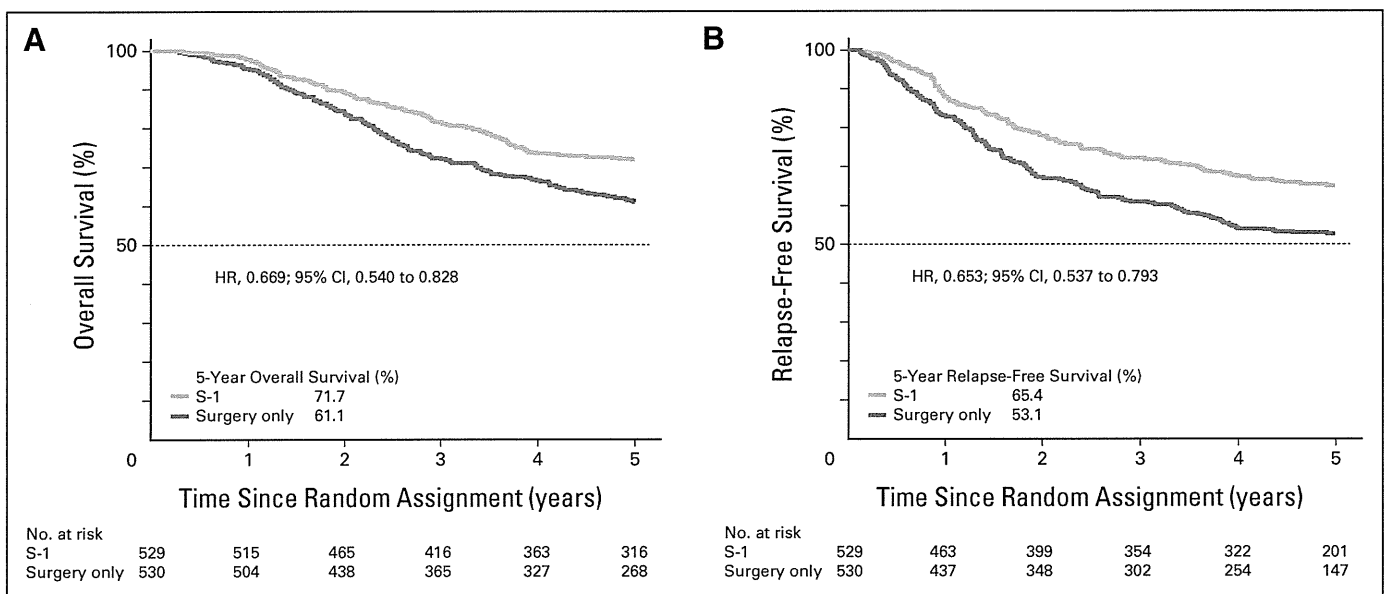 A
100
50
Overall Survival (%)
HR, 0.669; 95% CI, 0.540 to 0.828
5-Year Overall Survival (%)
S-1 71.7
Surgery only 61.1
0 1 2 3 4 5
Time Since Random Assignment (years)
No. at risk
S-1 529 515 465 416 363 316
Surgery only 530 504 438 365 327 268
B
100
50
Relapse-Free Survival (%)
HR, 0.653; 95% CI, 0.537 to 0.793
5-Year Relapse-Free Survival (%)
S-1 65.4
Surgery only 53.1
0 1 2 3 4 5
Time Since Random Assignment (years)
No. at risk
S-1 529 463 399 354 322 201
Surgery only 530 437 348 302 254 147